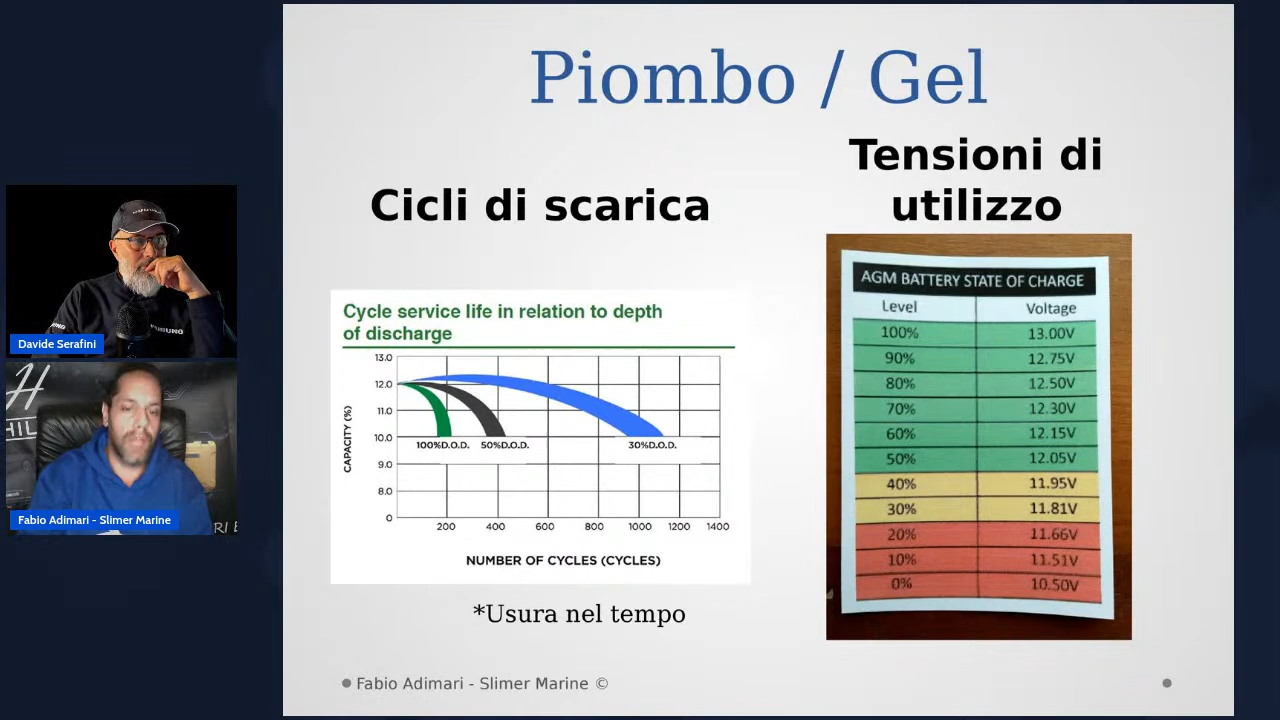 Piombo / Gel
Cicli di scarica
Tensioni di
utilizzo
Cycle service life in relation to depth
of discharge
CAPACITY (%)
13.0
12.0
11.0
10.0
9.0
8.0
0
100%D.O.D.
50%D.O.D.
30%D.O.D.
200
400
600
800
1000
1200
1400
NUMBER OF CYCLES (CYCLES)
*Usura nel tempo
AGM BATTERY STATE OF CHARGE
Level Voltage
100% 13.00V
90% 12.75V
80% 12.50V
70% 12.30V
60% 12.15V
50% 12.05V
40% 11.95V
30% 11.81V
20% 11.66V
10% 11.51V
0% 10.50V
Fabio Adimari - Slimer Marine ©
Davide Serafini
Fabio Adimari - Slimer Marine